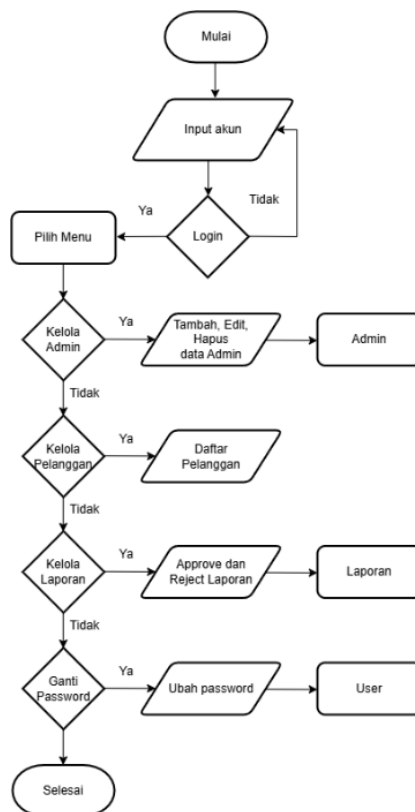 Mulai
Input akun
Tidak
Ya
Pilih Menu
Login
Kelola
Admin
Ya
Tambah, Edit,
Hapus
data Admin
Admin
Tidak
Kelola
Pelanggan
Ya
Daftar
Pelanggan
Tidak
Kelola
Laporan
Ya
Approve dan
Reject Laporan
Laporan
Tidak
Ganti
Password
Ya
Ubah password
User
Selesai